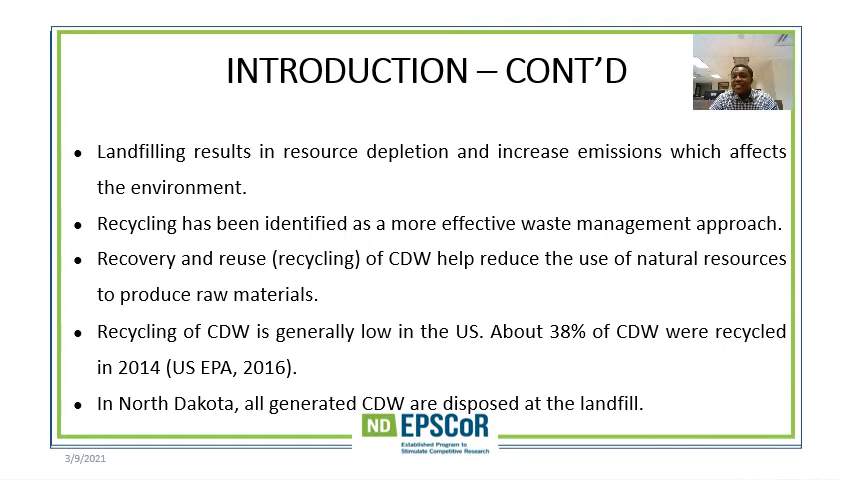 INTRODUCTION – CONT’D
● Landfilling results in resource depletion and increase emissions which affects
the environment.
● Recycling has been identified as a more effective waste management approach.
● Recovery and reuse (recycling) of CDW help reduce the use of natural resources
to produce raw materials.
● Recycling of CDW is generally low in the US. About 38% of CDW were recycled
in 2014 (US EPA, 2016).
● In North Dakota, all generated CDW are disposed at the landfill.
ND EPSCoR
Established Program to
Stimulate Competitive Research
3/9/2021